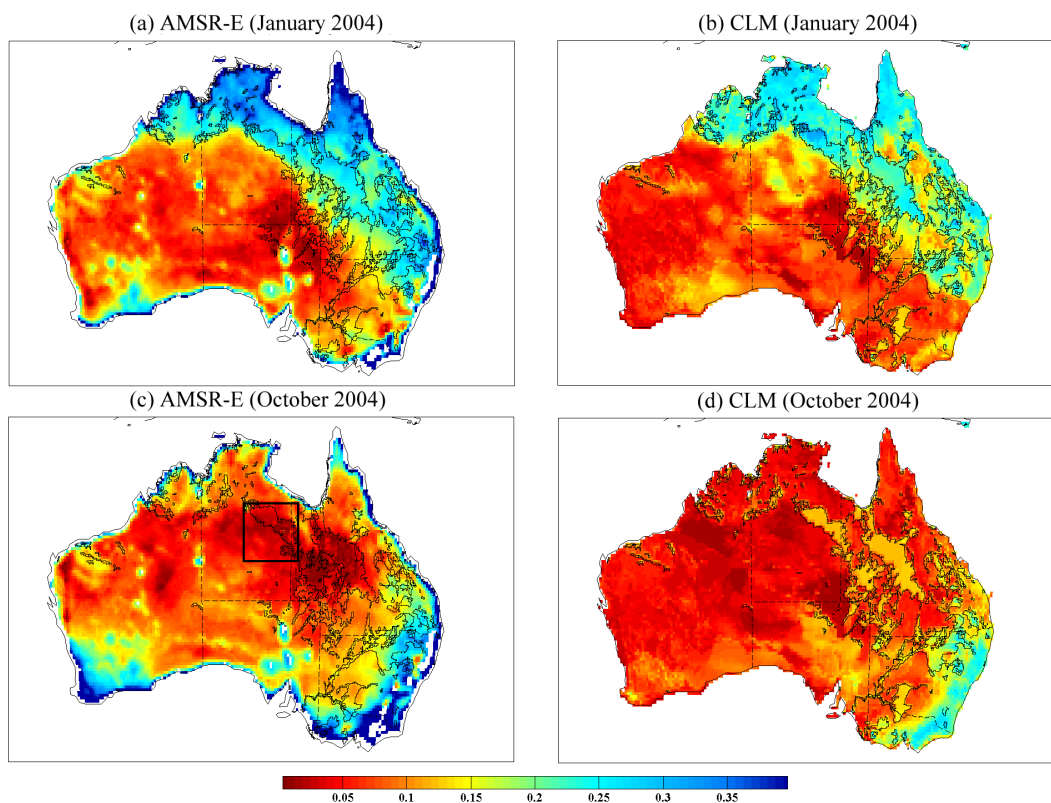 (a) AMSR-E (January 2004)
(b) CLM (January 2004)
(c) AMSR-E (October 2004)
(d) CLM (October 2004)
0.05 0.1 0.15 0.2 0.25 0.3 0.35